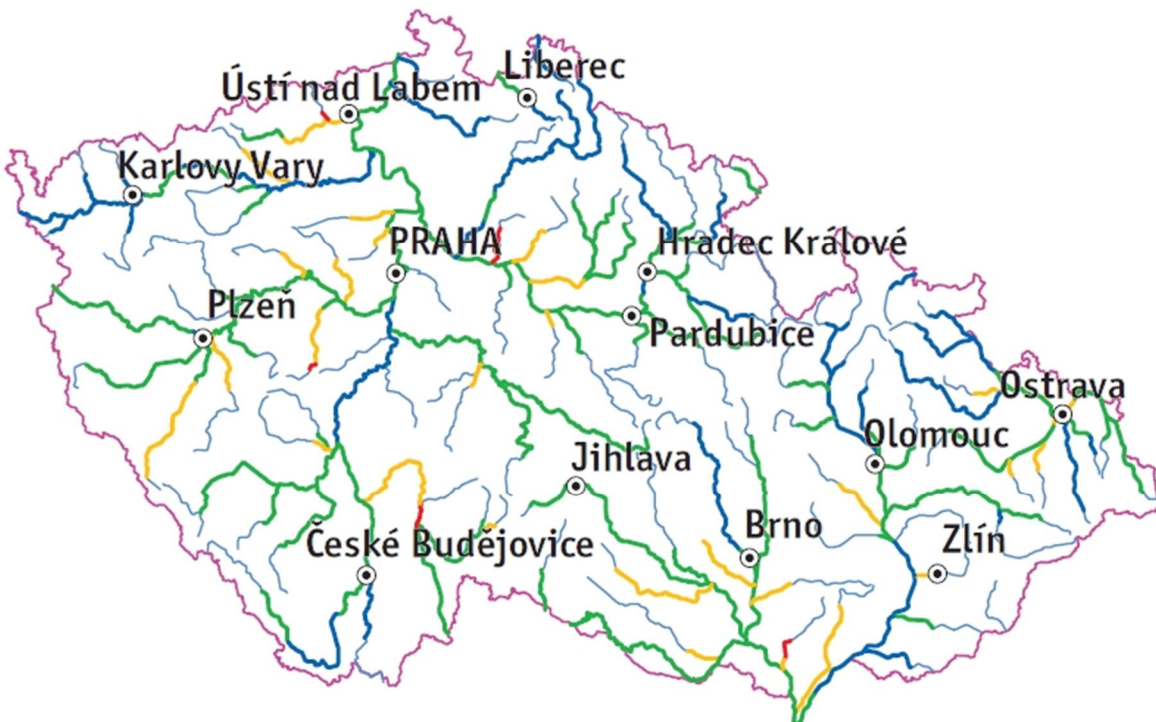 Liberec
Ústí nad Labem
Karlovy Vary
PRAHA
Hradec Králové
Plzeň
Pardubice
Ostrava
Olomouc
Jihlava
Brno
Zlín
České Budějovice